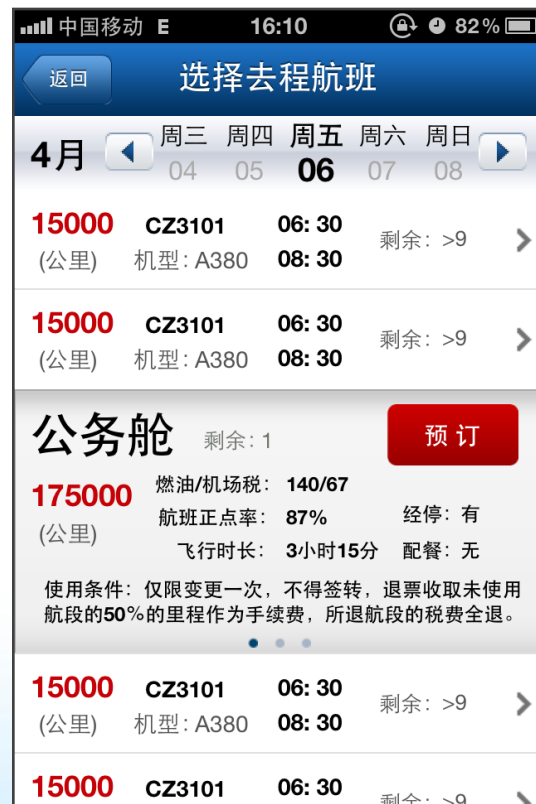 中国移动 E 16:10 82%
返回 选择去程航班
4月 周三 周四 周五 周六 周日
04 05 06 07 08
15000 CZ3101 06:30 剩余：>9
(公里) 机型：A380 08:30
15000 CZ3101 06:30 剩余：>9
(公里) 机型：A380 08:30
公务舱 剩余：1 预 订
175000 燃油/机场税： 140/67
(公里) 航班正点率： 87% 经停：有
飞行时长： 3小时15分 配餐：无
使用条件：仅限变更一次，不得签转，退票收取未使用
航段的50%的里程作为手续费，所退航段的税费全退。
15000 CZ3101 06:30 剩余：>9
(公里) 机型：A380 08:30
15000 CZ3101 06:30 剩余：>9